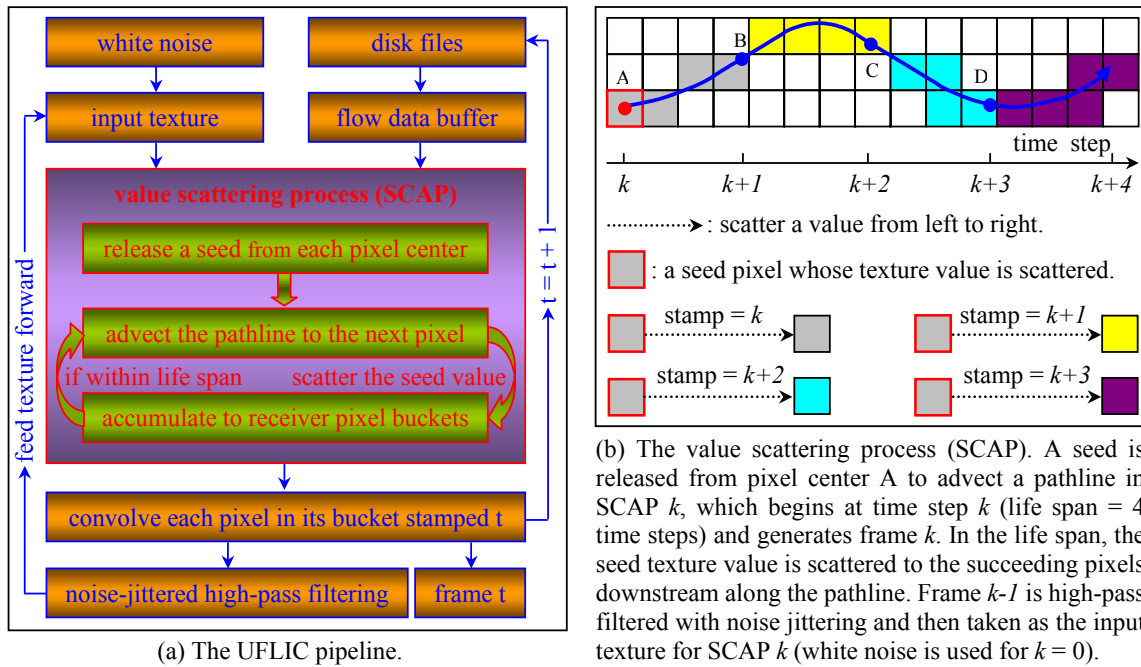 white noise
disk files
input texture
flow data buffer
value scattering process (SCAP)
release a seed from each pixel center
advect the pathline to the next pixel
if within life span
scatter the seed value
accumulate to receiver pixel buckets
feed texture forward
t = t + 1
convolve each pixel in its bucket stamped t
noise-jittered high-pass filtering
frame t
(a) The UFLIC pipeline.
A
B
C
D
time step
k
k+1
k+2
k+3
k+4
: scatter a value from left to right.
: a seed pixel whose texture value is scattered.
stamp = k
stamp = k+1
stamp = k+2
stamp = k+3
(b) The value scattering process (SCAP). A seed is
released from pixel center A to advect a pathline in
SCAP k, which begins at time step k (life span = 4
time steps) and generates frame k. In the life span, the
seed texture value is scattered to the succeeding pixels
downstream along the pathline. Frame k-1 is high-pass
filtered with noise jittering and then taken as the input
texture for SCAP k (white noise is used for k = 0).